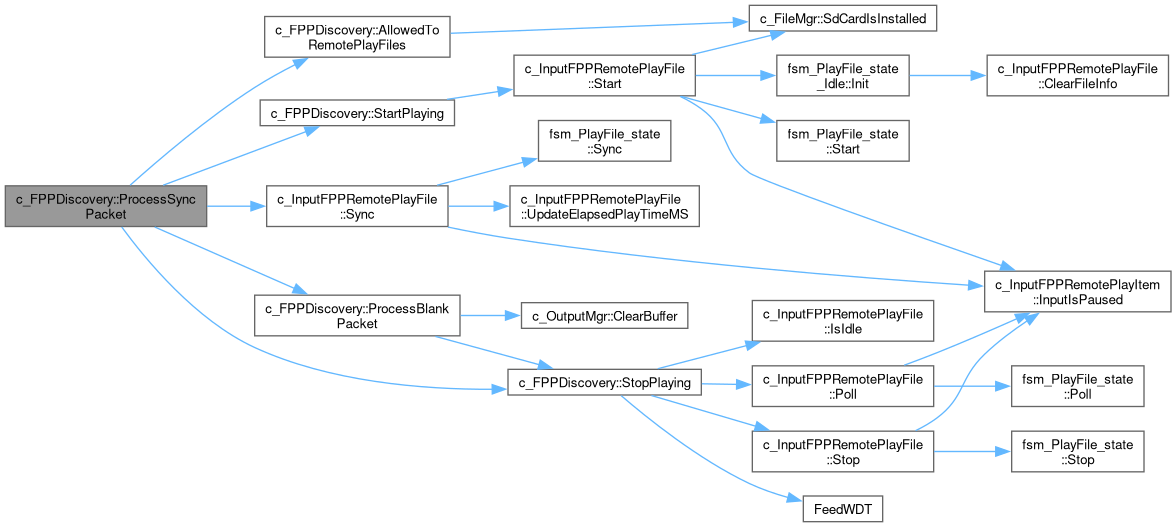 c_FPPDiscovery::ProcessSync
Packet
c_FPPDiscovery::AllowedTo
RemotePlayFiles
c_FPPDiscovery::StartPlaying
c_InputFPPRemotePlayFile
::Sync
c_FPPDiscovery::ProcessBlank
Packet
c_InputFPPRemotePlayFile
::Start
fsm_PlayFile_state
::Sync
c_InputFPPRemotePlayFile
::UpdateElapsedPlayTimeMS
c_OutputMgr::ClearBuffer
c_FPPDiscovery::StopPlaying
c_FileMgr::SdCardIsInstalled
fsm_PlayFile_state
_Idle::Init
fsm_PlayFile_state
::Start
c_InputFPPRemotePlayFile
::IsIdle
c_InputFPPRemotePlayFile
::Poll
c_InputFPPRemotePlayFile
::Stop
FeedWDT
c_InputFPPRemotePlayFile
::ClearFileInfo
c_InputFPPRemotePlayItem
::InputIsPaused
fsm_PlayFile_state
::Poll
fsm_PlayFile_state
::Stop